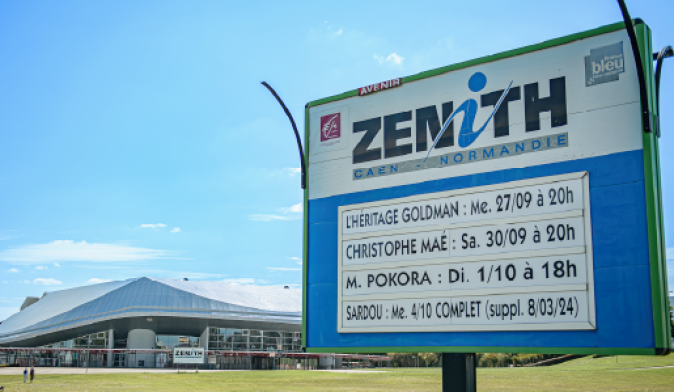 AVENIR
france
bleu
ZENiTH
CAEN - NORMANDIE
L'HÉRITAGE GOLDMAN : Me. 27/09 à 20h
CHRISTOPHE MAÉ : Sa. 30/09 à 20h
M. POKORA : Di. 1/10 à 18h
SARDOU : Me. 4/10 COMPLET (suppl. 8/03/24)
ZENiTH